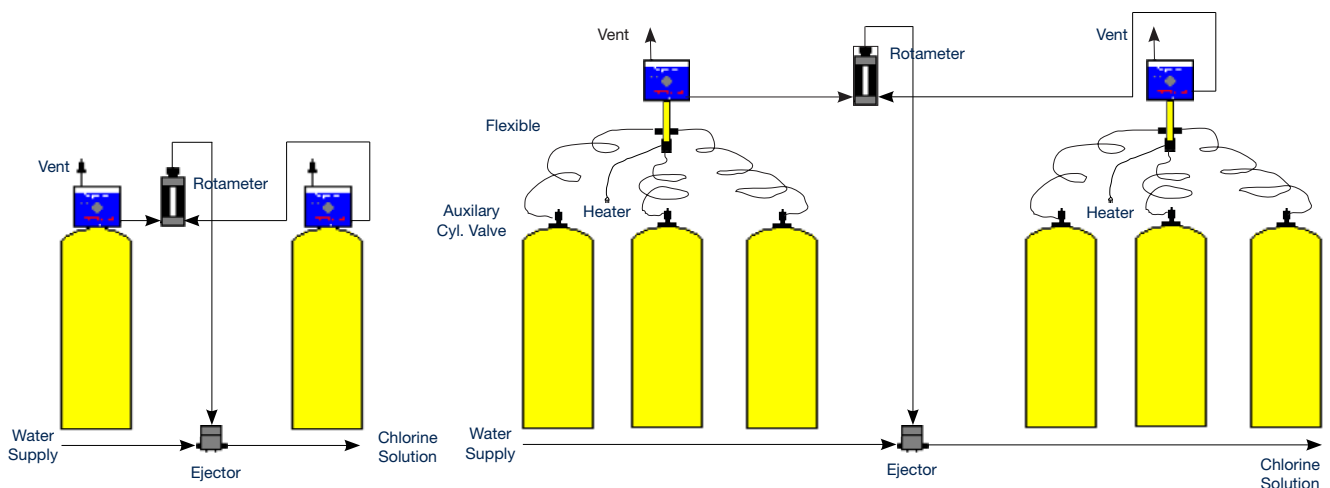 Vent
Rotameter
Water
Supply
Ejector
Chlorine
Solution
Vent
Rotameter
Vent
Flexible
Heater
Auxilary
Cyl. Valve
Heater
Water
Supply
Ejector
Chlorine
Solution